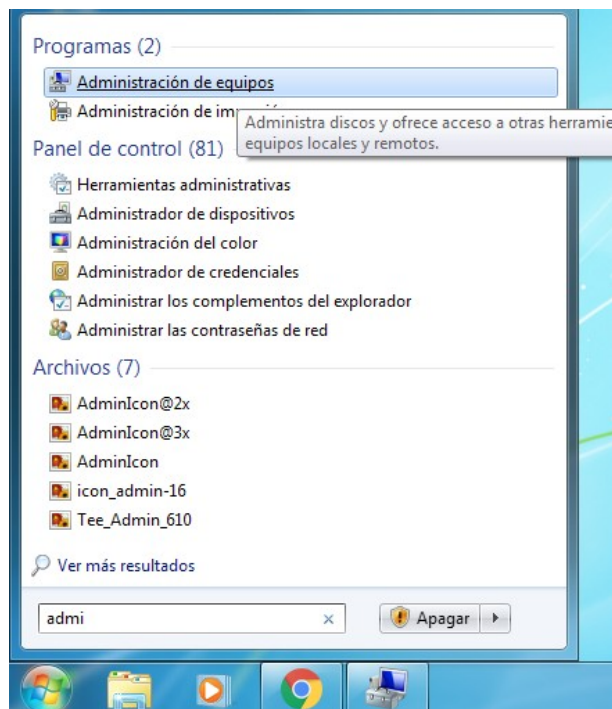 Programas (2)
Administración de equipos
Administración de im
Administra discos y ofrece acceso a otras herramie
equipos locales y remotos.
Panel de control (81)
Herramientas administrativas
Administrador de dispositivos
Administración del color
Administrador de credenciales
Administrar los complementos del explorador
Administrar las contraseñas de red
Archivos (7)
AdminIcon@2x
AdminIcon@3x
AdminIcon
icon_admin-16
Tee_Admin_610
Ver más resultados
admi
Apagar